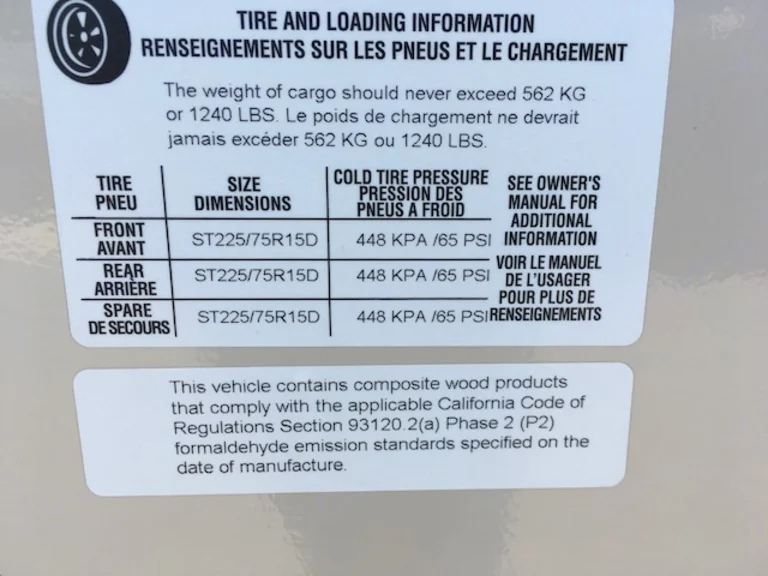 TIRE AND LOADING INFORMATION
RENSEIGNEMENTS SUR LES PNEUS ET LE CHARGEMENT
The weight of cargo should never exceed 562 KG
or 1240 LBS. Le poids de chargement ne devrait
jamais excéder 562 KG ou 1240 LBS.
TIRE
PNEU
SIZE
DIMENSIONS
COLD TIRE PRESSURE
PRESSION DES
PNEUS A FROID
FRONT
AVANT
ST225/75R15D
448 KPA /65 PSI
REAR
ARRIÈRE
ST225/75R15D
448 KPA /65 PSI
SPARE
DE SECOURS
ST225/75R15D
448 KPA /65 PSI
SEE OWNER'S
MANUAL FOR
ADDITIONAL
INFORMATION
VOIR LE MANUEL
DE L'USAGER
POUR PLUS DE
RENSEIGNEMENTS
This vehicle contains composite wood products
that comply with the applicable California Code of
Regulations Section 93120.2(a) Phase 2 (P2)
formaldehyde emission standards specified on the
date of manufacture.